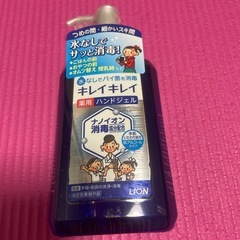 つめの間・細かいスキ間
水なしで
サッと消毒!
ごはんの前
おやつの前
オムツ替え 授乳前
水なしでバイ菌を消毒
キレイキレイ
薬用 ハンドジェル
ナノイオン
消毒
LION